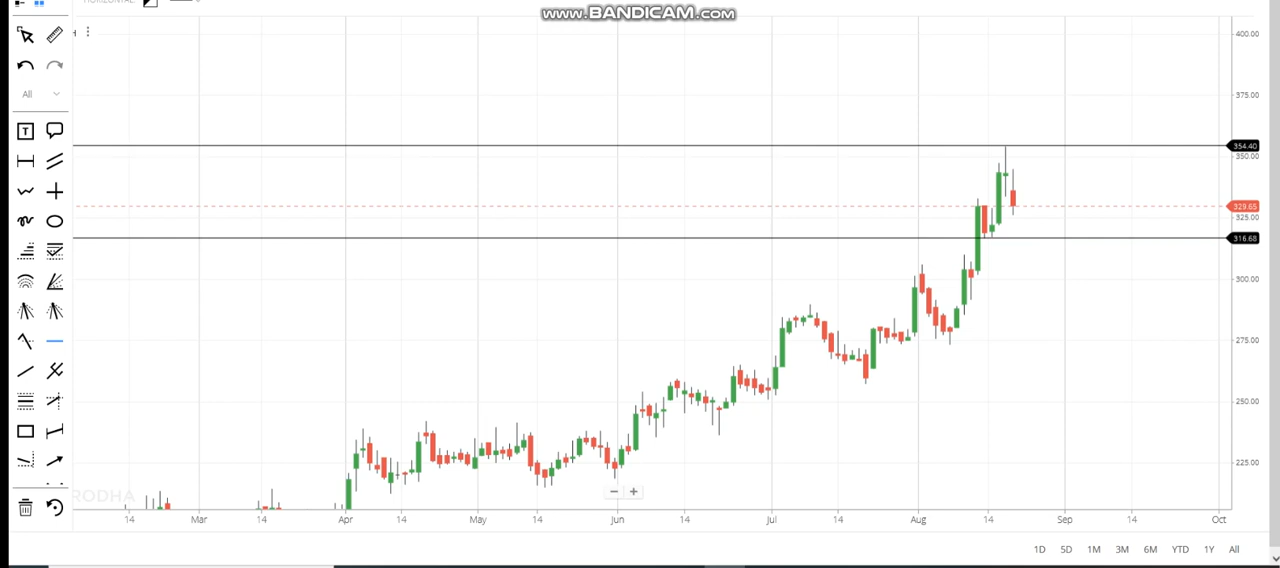 www.BANDICAM.com
HORIZONTAL
H
All
T
400.00
375.00
354.40
350.00
329.65
325.00
316.68
300.00
275.00
250.00
225.00
RODHA
14 Mar 14 Apr 14 May 14 Jun 14 Jul 14 Aug 14 Sep 14 Oct
1D 5D 1M 3M 6M YTD 1Y All